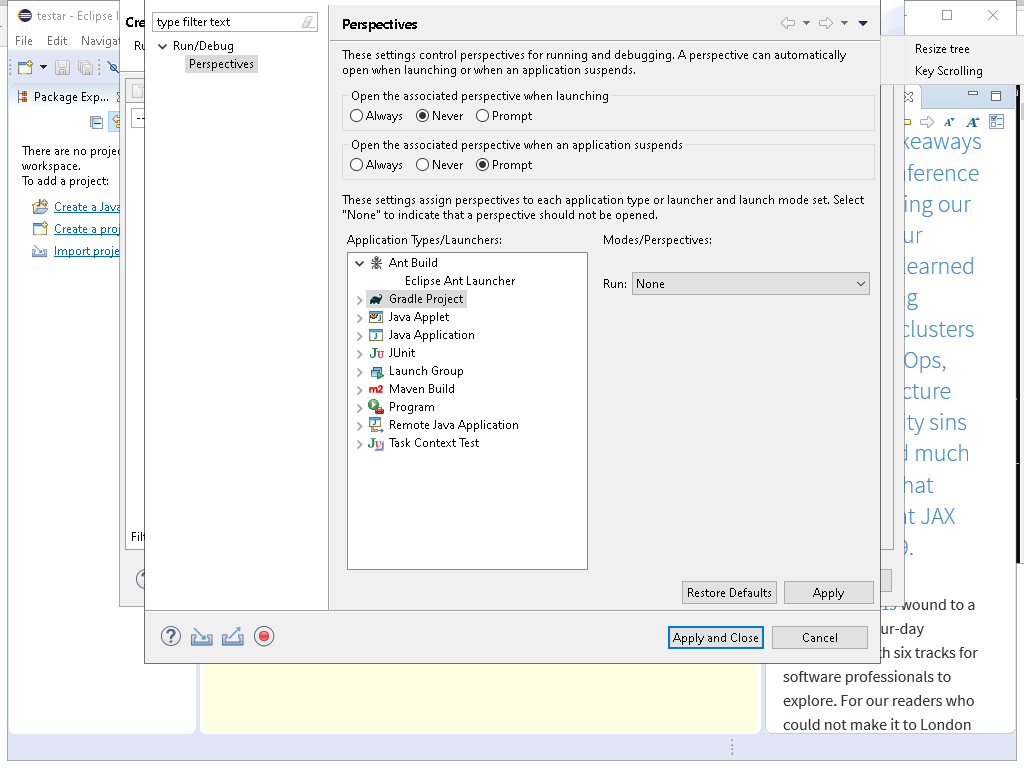 testar - Eclipse
File Edit Navigat
Package Exp...
There are no proje
workspace.
To add a project:
Create a Java
Create a proj
Import proje
Cre
Ru
Filt
type filter text
Run/Debug
Perspectives
Perspectives
These settings control perspectives for running and debugging. A perspective can automatically
open when launching or when an application suspends.
Open the associated perspective when launching
Always Never Prompt
Open the associated perspective when an application suspends
Always Never Prompt
These settings assign perspectives to each application type or launcher and launch mode set. Select
"None" to indicate that a perspective should not be opened.
Application Types/Launchers:
Modes/Perspectives:
Ant Build
Eclipse Ant Launcher
Gradle Project
Java Applet
Java Application
JUnit
Launch Group
m2 Maven Build
Program
Remote Java Application
Task Context Test
Run: None
Restore Defaults Apply
Apply and Close Cancel
Resize tree
Key Scrolling
keaways
ference
ing our
ur
learned
g
clusters
Ops,
cture
ty sins
d much
hat
at JAX
9.
wound to a
ur-day
h six tracks for
software professionals to
explore. For our readers who
could not make it to London